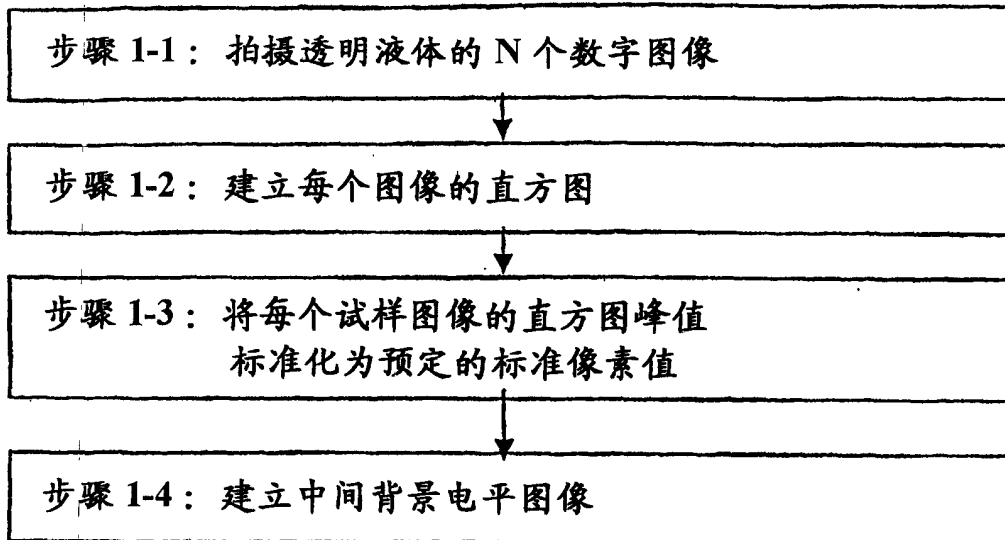 步骤 1-1： 拍摄透明液体的 N 个数字图像
步骤 1-2： 建立每个图像的直方图
步骤 1-3： 将每个试样图像的直方图峰值
标准化为预定的标准像素值
步骤 1-4： 建立中间背景电平图像